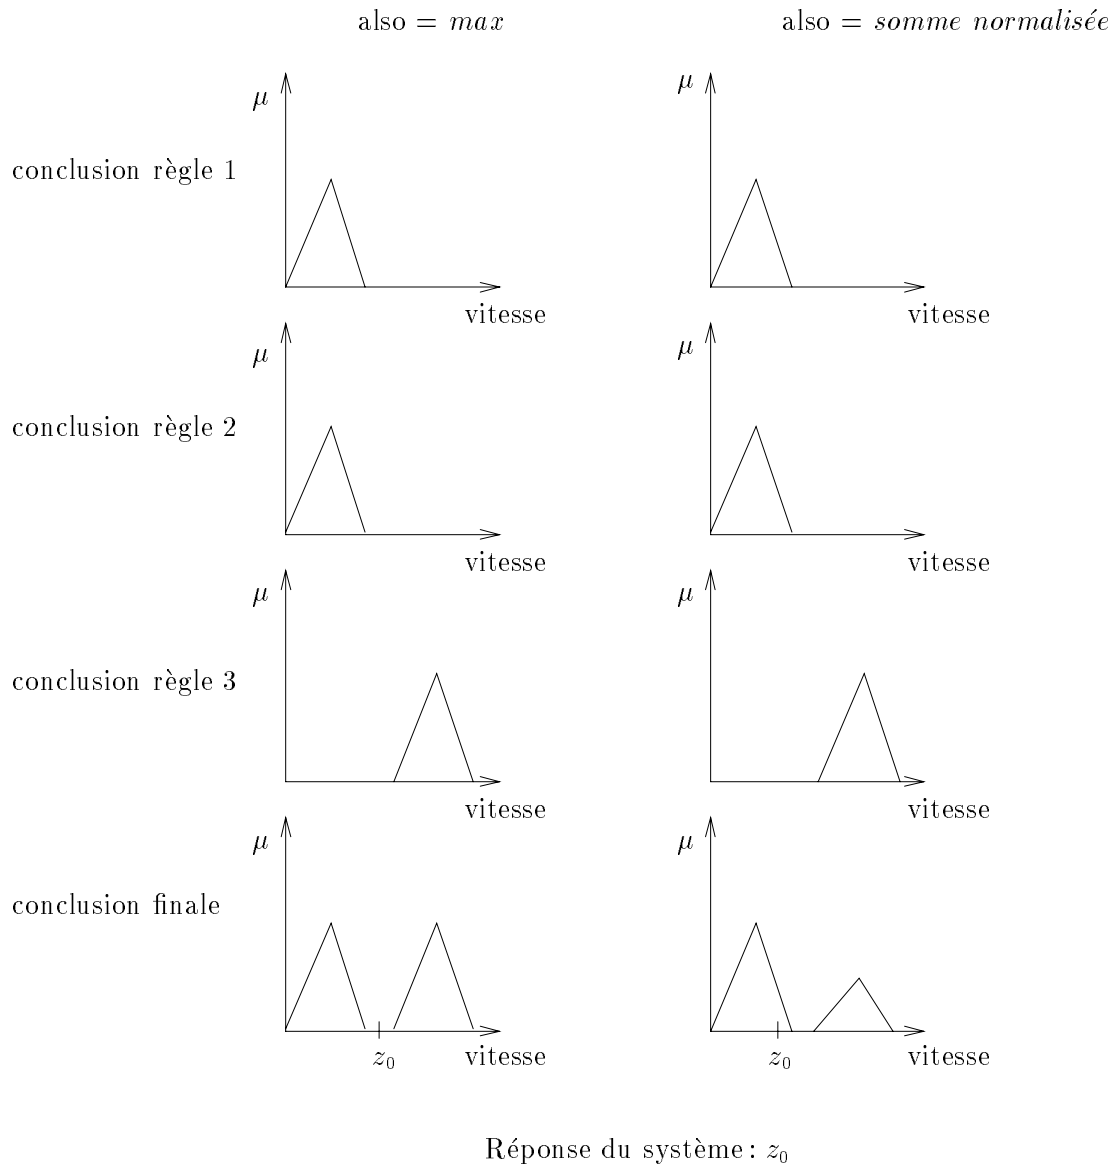 also = max also = somme normalisée
μ μ
conclusion règle 1
vitesse vitesse
μ μ
conclusion règle 2
vitesse vitesse
μ μ
conclusion règle 3
vitesse vitesse
μ μ
conclusion finale
z₀ vitesse z₀ vitesse
Réponse du système : z₀